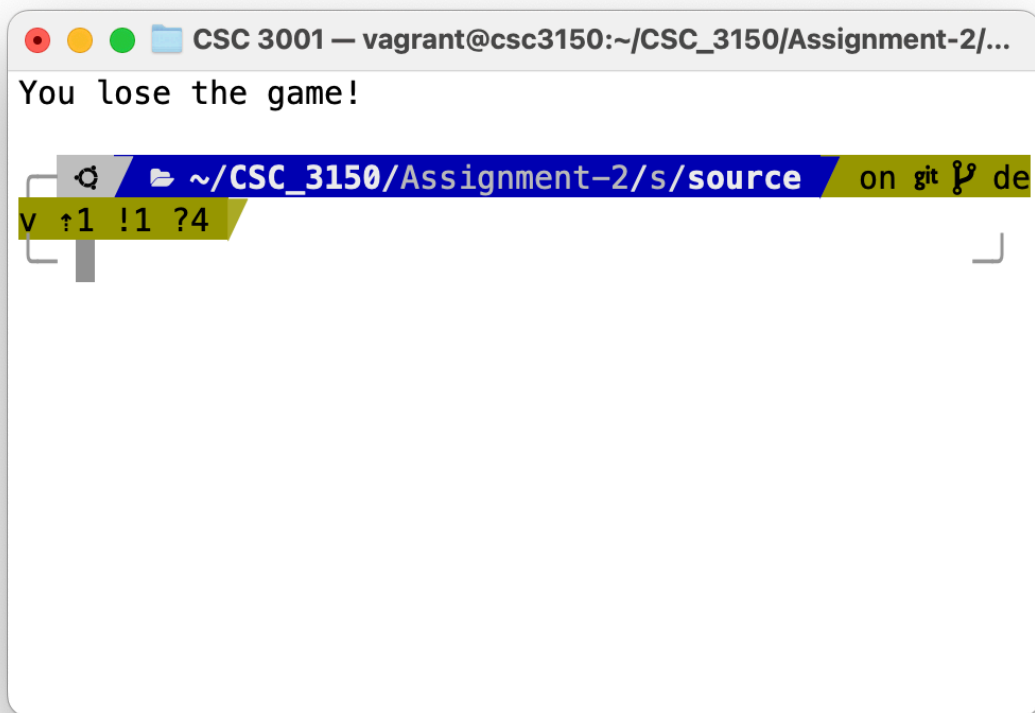 CSC 3001 — vagrant@csc3150:~/CSC_3150/Assignment-2/...
You lose the game!
~/CSC_3150/Assignment-2/s/source on git de
v ⇡1 !1 ?4